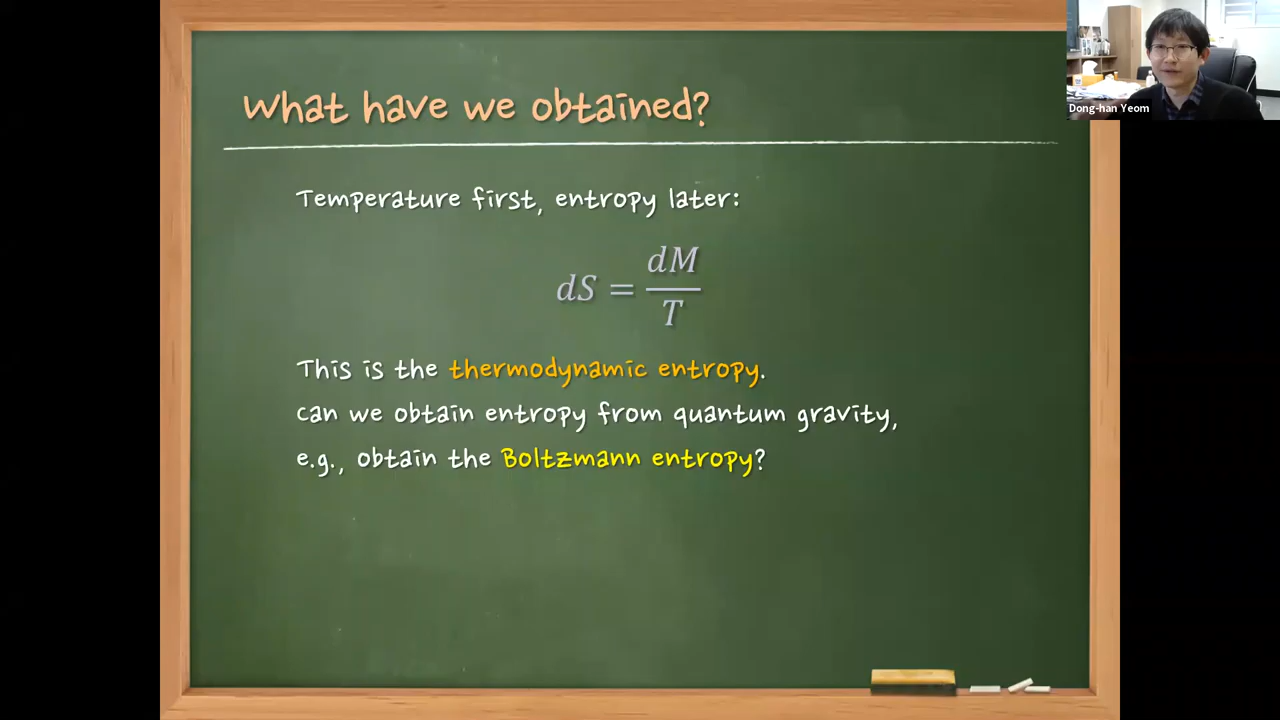 What have we obtained?
Dong-han Yeom
Temperature first, entropy later:
dS = dM/T
This is the thermodynamic entropy.
Can we obtain entropy from quantum gravity,
e.g., obtain the Boltzmann entropy?